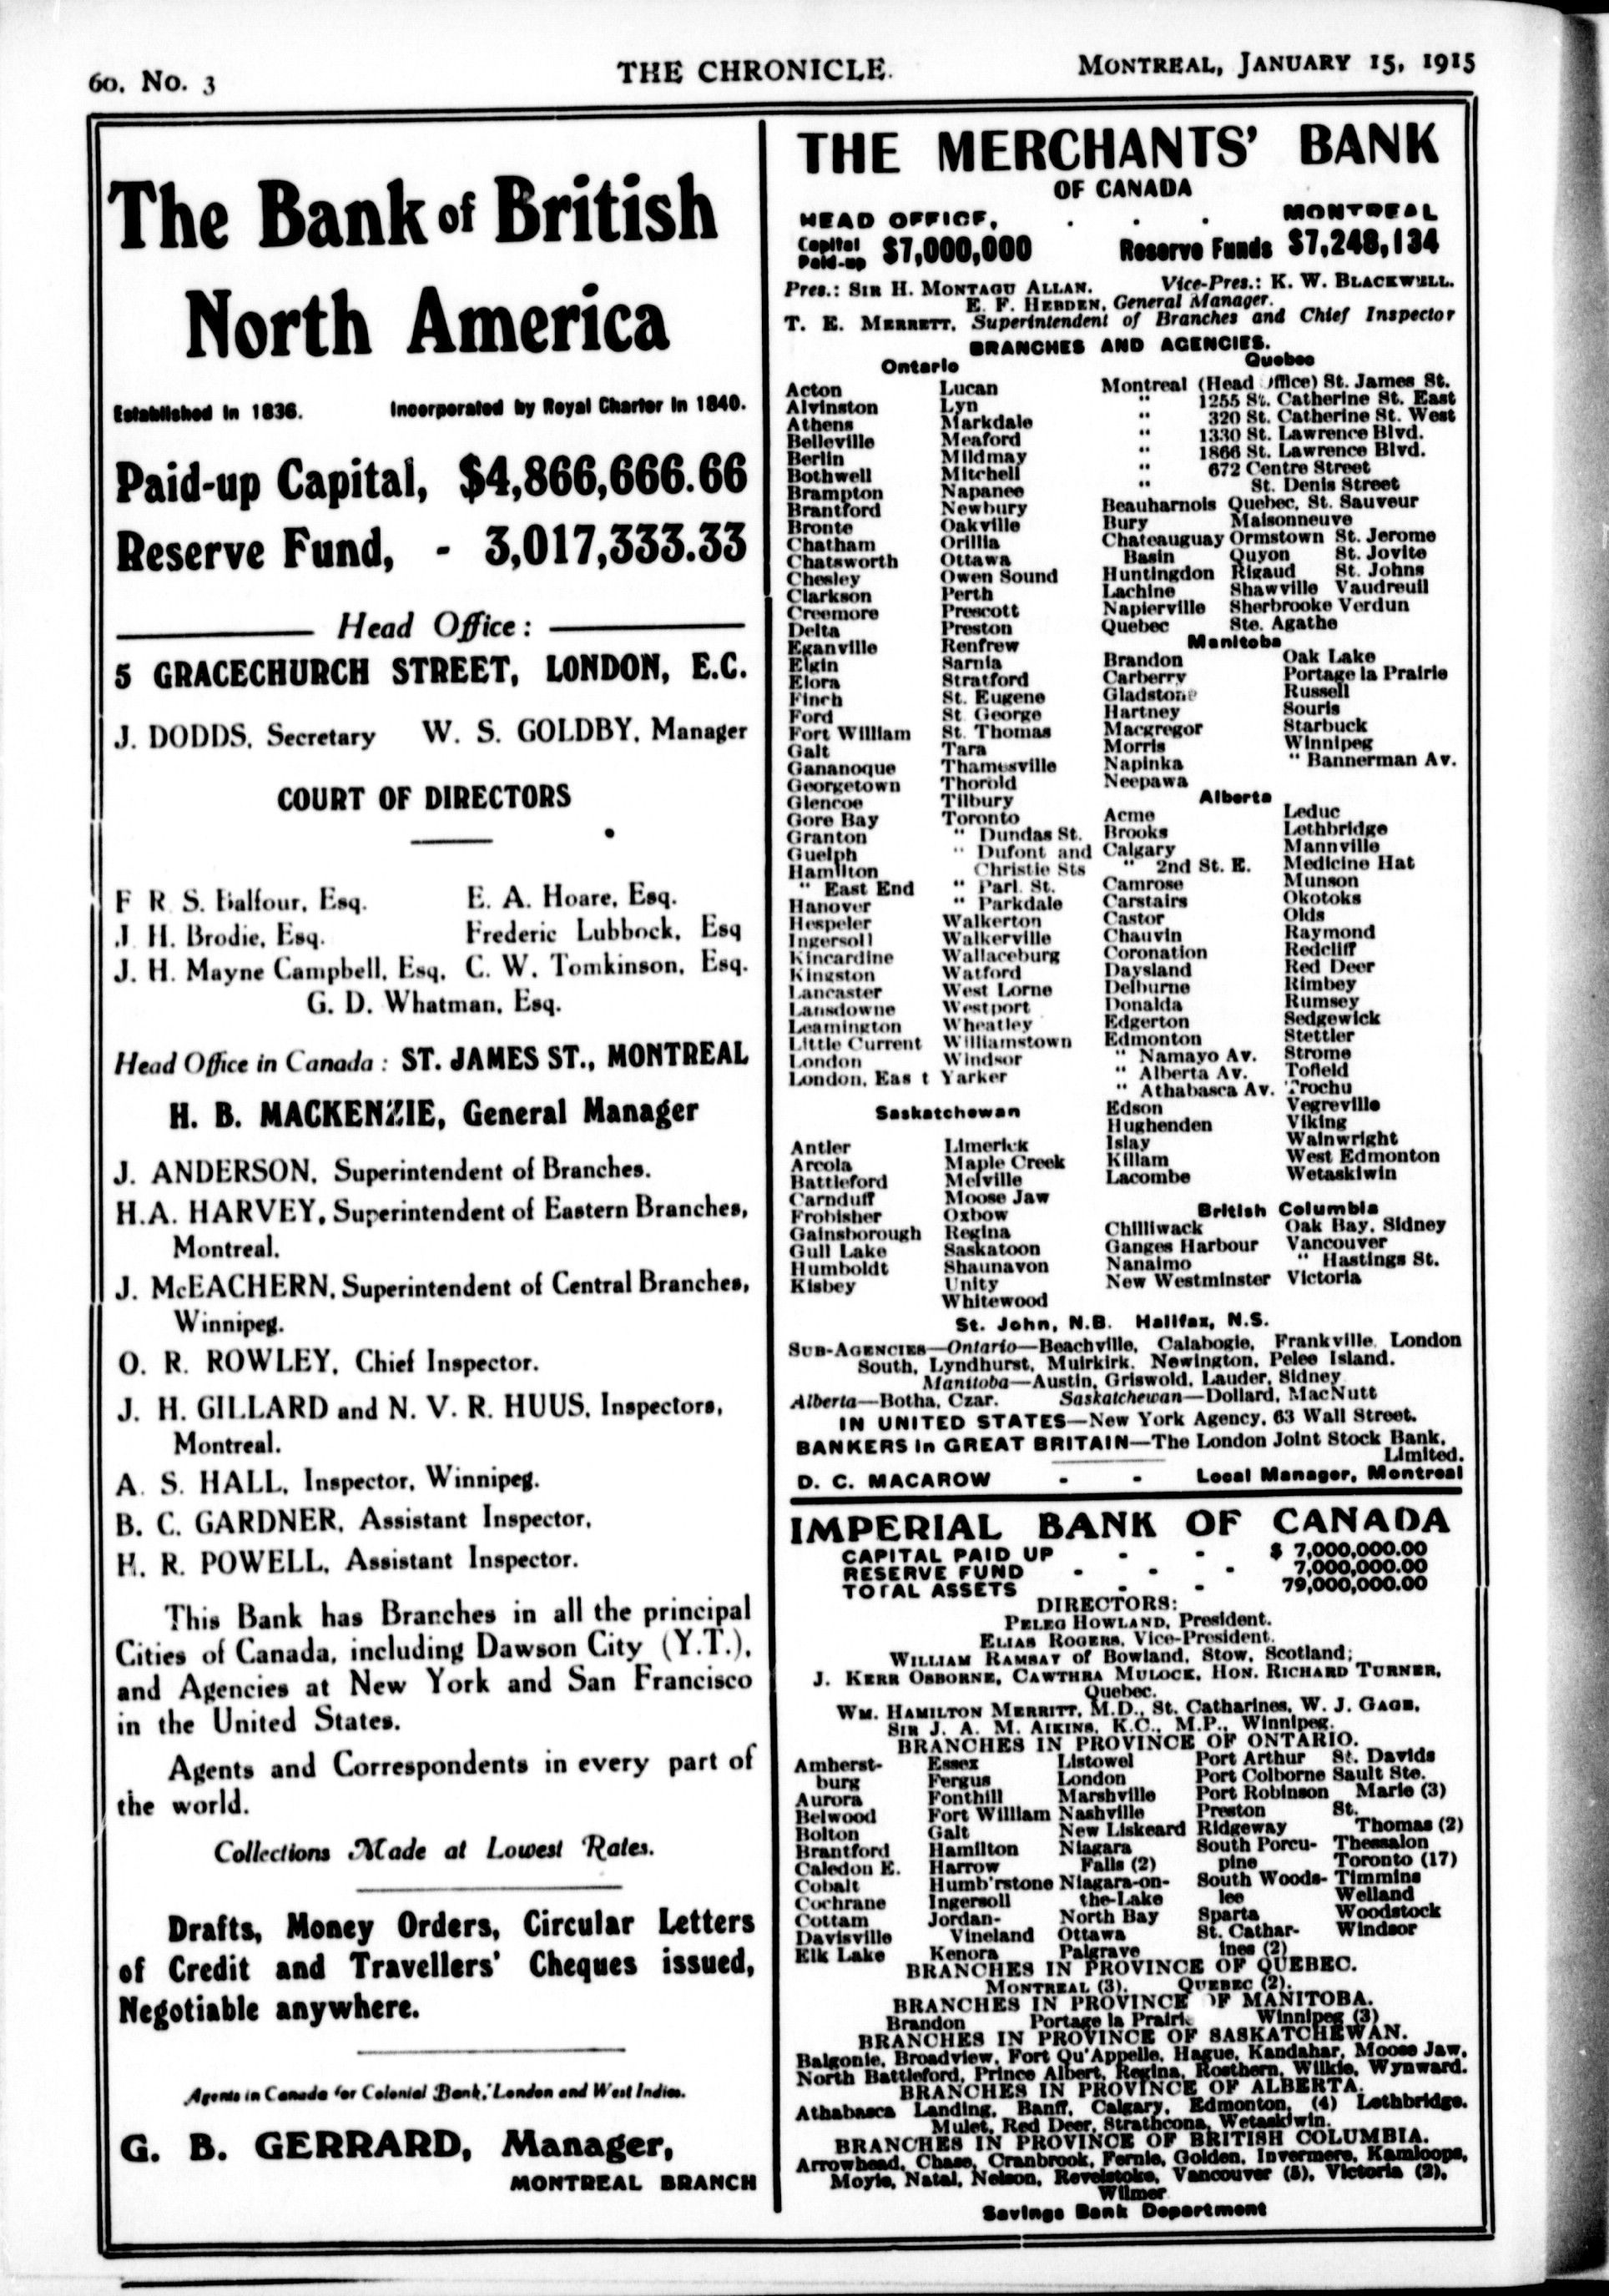 60. No. 3
THE CHRONICLE.
MONTREAL, JANUARY 15, 1915
The Bank of British
North America
Established in 1836. Incorporated by Royal Charter in 1840.
Paid-up Capital, $4,866,666.66
Reserve Fund, - 3,017,333.33
Head Office:
5 GRACECHURCH STREET, LONDON, E.C.
J. DODDS, Secretary W. S. GOLDBY, Manager
COURT OF DIRECTORS
F R. S. Balfour, Esq. E. A. Hoare, Esq.
J. H. Brodie, Esq. Frederic Lubbock, Esq
J. H. Mayne Campbell, Esq. C. W. Tomkinson, Esq.
G. D. Whatman, Esq.
Head Office in Canada: ST. JAMES ST., MONTREAL
H. B. MACKENZIE, General Manager
J. ANDERSON, Superintendent of Branches.
H.A. HARVEY, Superintendent of Eastern Branches,
Montreal.
J. McEACHERN, Superintendent of Central Branches,
Winnipeg.
O. R. ROWLEY, Chief Inspector.
J. H. GILLARD and N. V. R. HUUS, Inspectors,
Montreal.
A. S. HALL, Inspector, Winnipeg.
B. C. GARDNER, Assistant Inspector,
H. R. POWELL, Assistant Inspector.
This Bank has Branches in all the principal
Cities of Canada, including Dawson City (Y.T.),
and Agencies at New York and San Francisco
in the United States.
Agents and Correspondents in every part of
the world.
Collections Made at Lowest Rates.
Drafts, Money Orders, Circular Letters
of Credit and Travellers' Cheques issued,
Negotiable anywhere.
Agents in Canada for Colonial Bank, London and West Indies.
G. B. GERRARD, Manager,
MONTREAL BRANCH
THE MERCHANTS' BANK
OF CANADA
HEAD OFFICE, . . . MONTREAL
Capital Paid-up $7,000,000 Reserve Funds $7,248,134
Pres.: SIR H. MONTAGU ALLAN. Vice-Pres.: K. W. BLACKWELL.
E. F. HEBDEN, General Manager.
T. E. MERRETT, Superintendent of Branches and Chief Inspector
BRANCHES AND AGENCIES.
Ontario
Acton Lucan
Alvinston Lyn
Athens Markdale
Belleville Meaford
Berlin Mildmay
Bothwell Mitchell
Brampton Napanee
Brantford Newbury
Bronte Oakville
Chatham Orillia
Chatsworth Ottawa
Chesley Owen Sound
Clarkson Perth
Creemore Prescott
Delta Preston
Eganville Renfrew
Elgin Sarnia
Elora Stratford
Finch St. Eugene
Ford St George
Fort William St. Thomas
Galt Tara
Gananoque Thamesville
Georgetown Thorold
Glencoe Tilbury
Gore Bay Toronto
Granton " Dundas St.
Guelph " Dufont and
Hamilton Christie Sts
" East End " Parl. St.
Hanover " Parkdale
Hespeler Walkerton
Ingersoll Walkerville
Kincardine Wallaceburg
Kingston Watford
Lancaster West Lorne
Lansdowne Westport
Leamington Wheatley
Little Current Williamstown
London Windsor
London, East Yarker
Saskatchewan
Antler Limerick
Arcola Maple Creek
Battleford Melville
Carnduff Moose Jaw
Frobisher Oxbow
Gainsborough Regina
Gull Lake Saskatoon
Humboldt Shaunavon
Kisbey Unity
Whitewood
Quebec
Montreal (Head Office) St. James St.
" 1255 St. Catherine St. East
" 320 St. Catherine St. West
" 1330 St. Lawrence Blvd.
" 1866 St. Lawrence Blvd.
" 672 Centre Street
" St. Denis Street
Beauharnois Quebec, St. Sauveur
Bury Maisonneuve
Chateauguay Ormstown St. Jerome
Basin Quyon St. Jovite
Huntingdon Rigaud St. Johns
Lachine Shawville Vaudreuil
Napierville Sherbrooke Verdun
Quebec Ste. Agathe
Manitoba
Brandon Oak Lake
Carberry Portage la Prairie
Gladstone Russell
Hartney Souris
Macgregor Starbuck
Morris Winnipeg
Napinka " Bannerman Av.
Neepawa
Alberta
Acme Leduc
Brooks Lethbridge
Calgary Mannville
" 2nd St. E. Medicine Hat
Camrose Munson
Carstairs Okotoks
Castor Olds
Chauvin Raymond
Coronation Redcliff
Daysland Red Deer
Delburne Rimbey
Donalda Rumsey
Edgerton Sedgewick
Edmonton Stettler
" Namayo Av. Strome
" Alberta Av. Tofield
" Athabasca Av. Trochu
Edson Vegreville
Hughenden Viking
Islay Wainwright
Killam West Edmonton
Lacombe Wetaskiwin
British Columbia
Chilliwack Oak Bay, Sidney
Ganges Harbour Vancouver
Nanaimo " Hastings St.
New Westminster Victoria
St. John, N.B. Halifax, N.S.
SUB-AGENCIES—Ontario—Beachville, Calabogie, Frankville, London
South, Lyndhurst, Muirkirk, Newington, Pelee Island.
Manitoba—Austin, Griswold, Lauder, Sidney
Alberta—Botha, Czar. Saskatchewan—Dollard, MacNutt
IN UNITED STATES—New York Agency, 63 Wall Street.
BANKERS in GREAT BRITAIN—The London Joint Stock Bank,
Limited.
D. C. MACAROW - - Local Manager, Montreal
IMPERIAL BANK OF CANADA
CAPITAL PAID UP - - $ 7,000,000.00
RESERVE FUND - - - 7,000,000.00
TOTAL ASSETS - - 79,000,000.00
DIRECTORS:
PELEG HOWLAND, President.
ELIAS ROGERS, Vice-President.
WILLIAM RAMSAY of Bowland, Stow, Scotland;
J. KERR OSBORNE, CAWTHRA MULOCK, HON. RICHARD TURNER,
Quebec.
WM. HAMILTON MERRITT, M.D., St. Catharines, W. J. GAGE,
SIR J. A. M. AIKINS, K.C., M.P., Winnipeg.
BRANCHES IN PROVINCE OF ONTARIO.
Amherst- Essex Listowel Port Arthur St. Davids
burg Fergus London Port Colborne Sault Ste.
Aurora Fonthill Marshville Port Robinson Marie (3)
Belwood Fort William Nashville Preston St.
Bolton Galt New Liskeard Ridgeway Thomas (2)
Brantford Hamilton Niagara South Porcu- Thessalon
Caledon E. Harrow Falls (2) pine Toronto (17)
Cobalt Humb'rstone Niagara-on- South Woods- Timmins
Cochrane Ingersoll the-Lake lee Welland
Cottam Jordan- North Bay Sparta Woodstock
Davisville Vineland Ottawa St. Cathar- Windsor
Elk Lake Kenora Palgrave ines (2)
BRANCHES IN PROVINCE OF QUEBEC.
MONTREAL (3). QUEBEC (2).
BRANCHES IN PROVINCE OF MANITOBA.
Brandon Portage la Prairie Winnipeg (3)
BRANCHES IN PROVINCE OF SASKATCHEWAN.
Balgonie, Broadview, Fort Qu'Appelle, Hague, Kandahar, Moose Jaw,
North Battleford, Prince Albert, Regina, Rosthern, Wilkie, Wynward.
BRANCHES IN PROVINCE OF ALBERTA.
Athabasca Landing, Banff, Calgary, Edmonton, (4) Lethbridge,
Mulet, Red Deer, Strathcona, Wetaskiwin.
BRANCHES IN PROVINCE OF BRITISH COLUMBIA.
Arrowhead, Chase, Cranbrook, Fernie, Golden, Invermere, Kamloops,
Moyie, Natal, Nelson, Revelstoke, Vancouver (5), Victoria (2),
Wilmer
Savings Bank Department